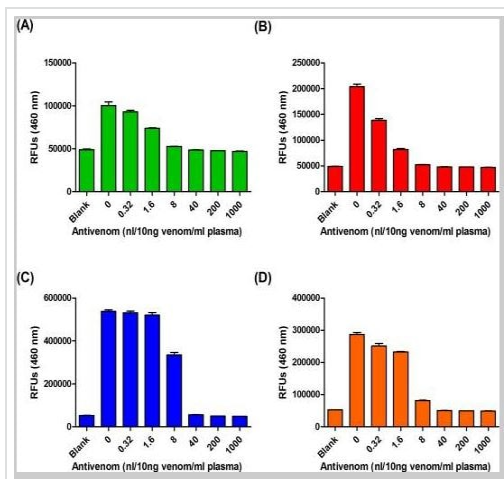 (A)
150000
100000
50000
0
RFUs (460 nm)
Blank 0 0.32 1.6 8 40 200 1000
Antivenom (nl/10ng venom/ml plasma)
(B)
250000
200000
150000
100000
50000
0
RFUs (460 nm)
Blank 0 0.32 1.6 8 40 200 1000
Antivenom (nl/10ng venom/ml plasma)
(C)
600000
400000
200000
0
RFUs (460 nm)
Blank 0 0.32 1.6 8 40 200 1000
Antivenom (nl/10ng venom/ml plasma)
(D)
400000
300000
200000
100000
0
RFUs (460 nm)
Blank 0 0.32 1.6 8 40 200 1000
Antivenom (nl/10ng venom/ml plasma)